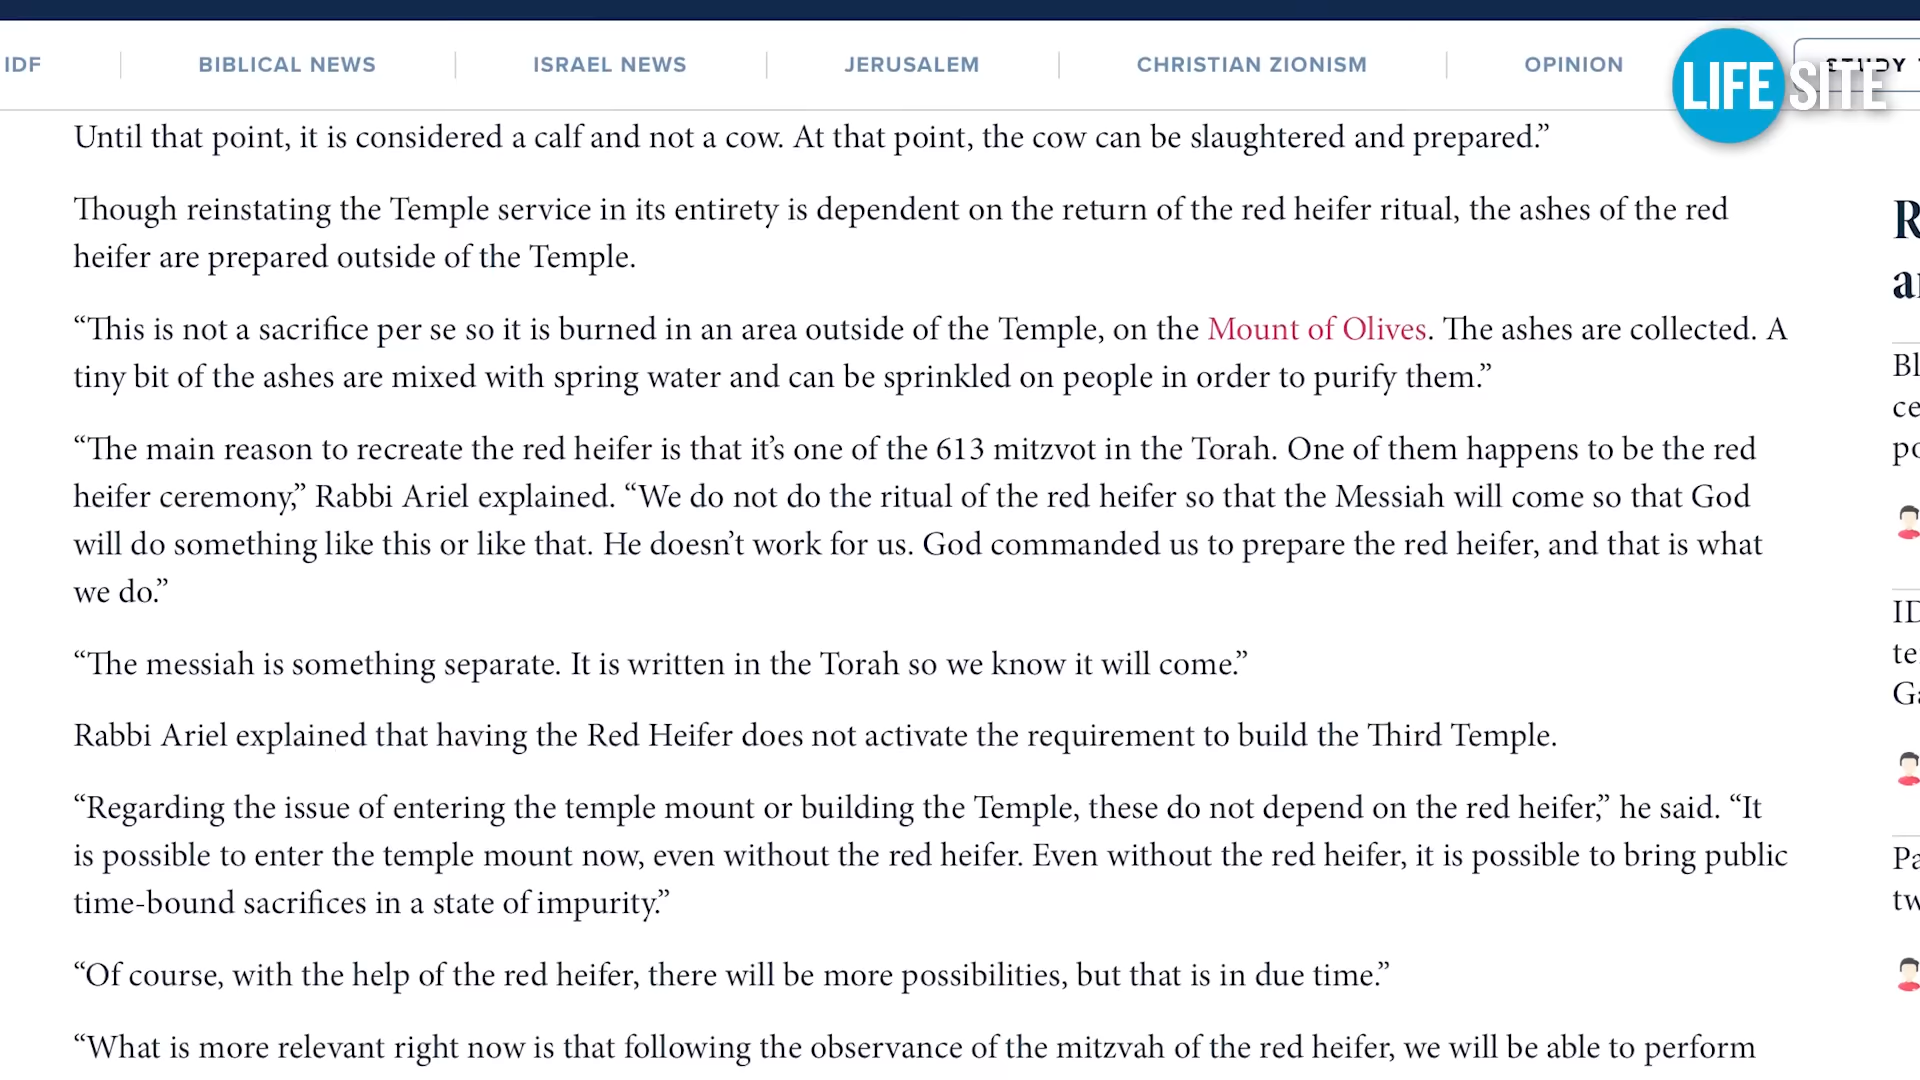 IDF
BIBLICAL NEWS
ISRAEL NEWS
JERUSALEM
CHRISTIAN ZIONISM
OPINION
STUDY
LIFE SITE
Until that point, it is considered a calf and not a cow. At that point, the cow can be slaughtered and prepared.”
Though reinstating the Temple service in its entirety is dependent on the return of the red heifer ritual, the ashes of the red
heifer are prepared outside of the Temple.
“This is not a sacrifice per se so it is burned in an area outside of the Temple, on the Mount of Olives. The ashes are collected. A
tiny bit of the ashes are mixed with spring water and can be sprinkled on people in order to purify them.”
“The main reason to recreate the red heifer is that it’s one of the 613 mitzvot in the Torah. One of them happens to be the red
heifer ceremony,” Rabbi Ariel explained. “We do not do the ritual of the red heifer so that the Messiah will come so that God
will do something like this or like that. He doesn’t work for us. God commanded us to prepare the red heifer, and that is what
we do.”
“The messiah is something separate. It is written in the Torah so we know it will come.”
Rabbi Ariel explained that having the Red Heifer does not activate the requirement to build the Third Temple.
“Regarding the issue of entering the temple mount or building the Temple, these do not depend on the red heifer,” he said. “It
is possible to enter the temple mount now, even without the red heifer. Even without the red heifer, it is possible to bring public
time-bound sacrifices in a state of impurity.”
“Of course, with the help of the red heifer, there will be more possibilities, but that is in due time.”
“What is more relevant right now is that following the observance of the mitzvah of the red heifer, we will be able to perform